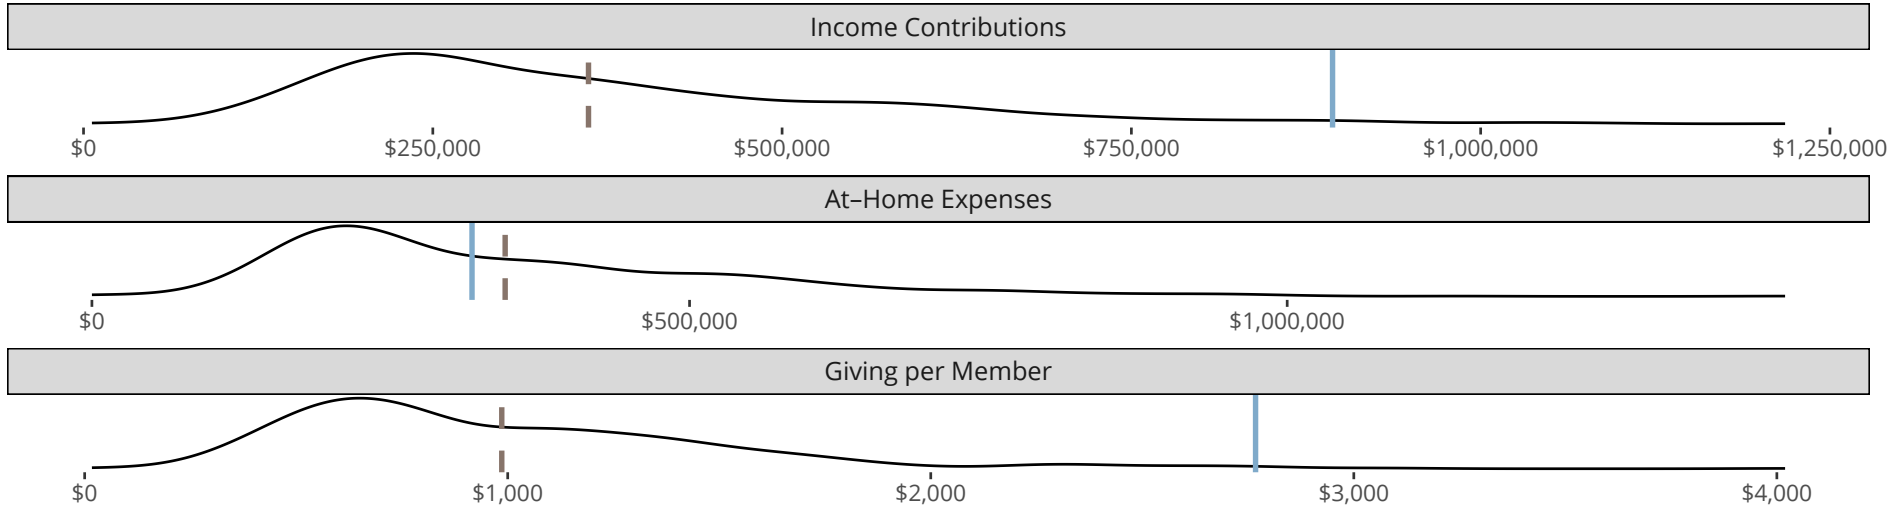 Income Contributions
$0 $250,000 $500,000 $750,000 $1,000,000 $1,250,000
At–Home Expenses
$0 $500,000 $1,000,000
Giving per Member
$0 $1,000 $2,000 $3,000 $4,000